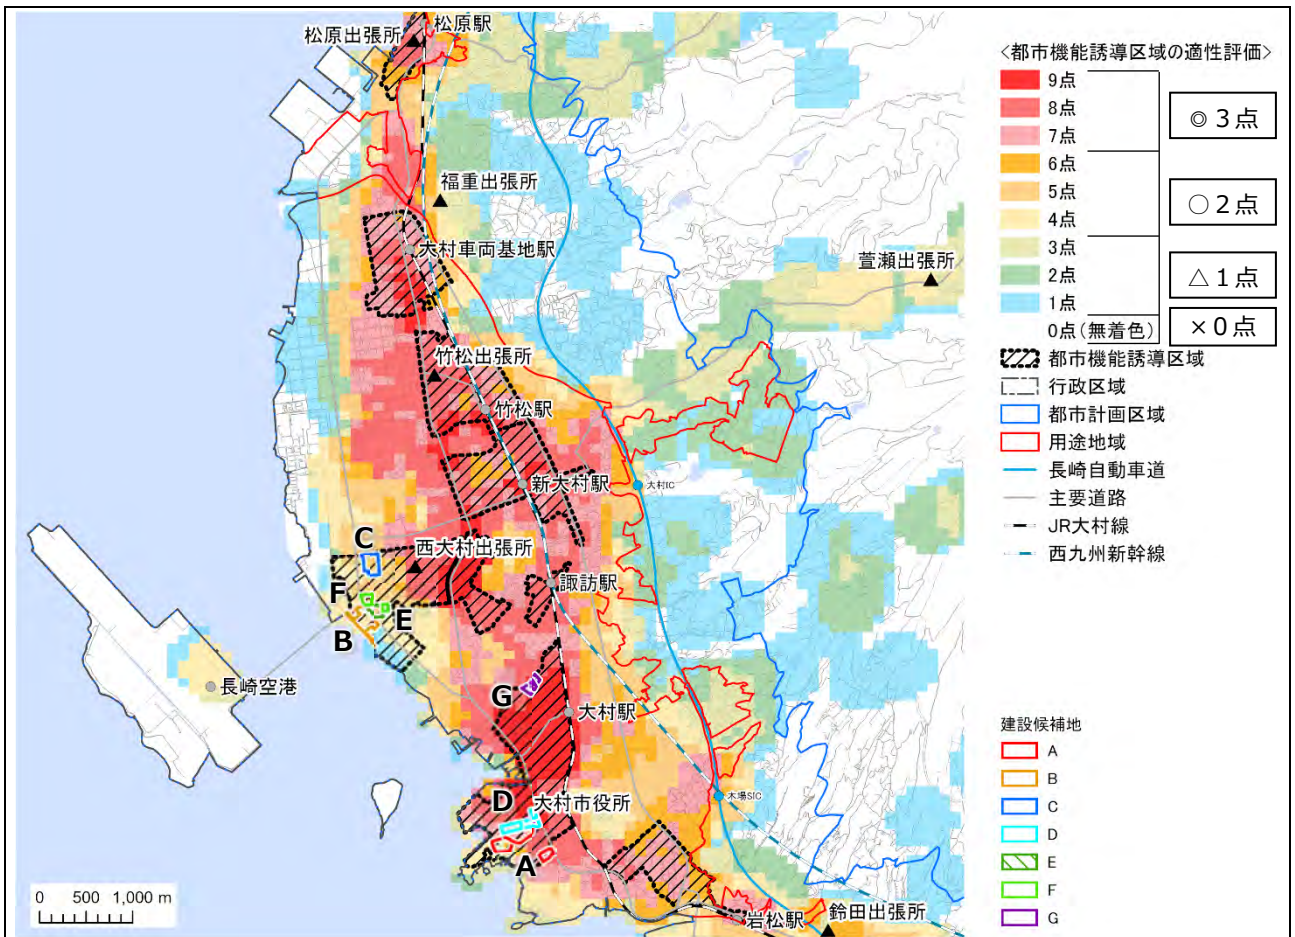 松原駅
松原出張所
福重出張所
大村車両基地駅
萱瀬出張所
竹松出張所
竹松駅
新大村駅
大村IC
C
西大村出張所
F
E
B
諏訪駅
長崎空港
G
大村駅
木場SIC
D
大村市役所
A
岩松駅
鈴田出張所
0 500 1,000 m
<都市機能誘導区域の適性評価>
9点
8点
7点
◎3点
6点
5点
4点
○2点
3点
2点
1点
△1点
0点(無着色)
×0点
都市機能誘導区域
行政区域
都市計画区域
用途地域
長崎自動車道
主要道路
JR大村線
西九州新幹線
建設候補地
A
B
C
D
E
F
G